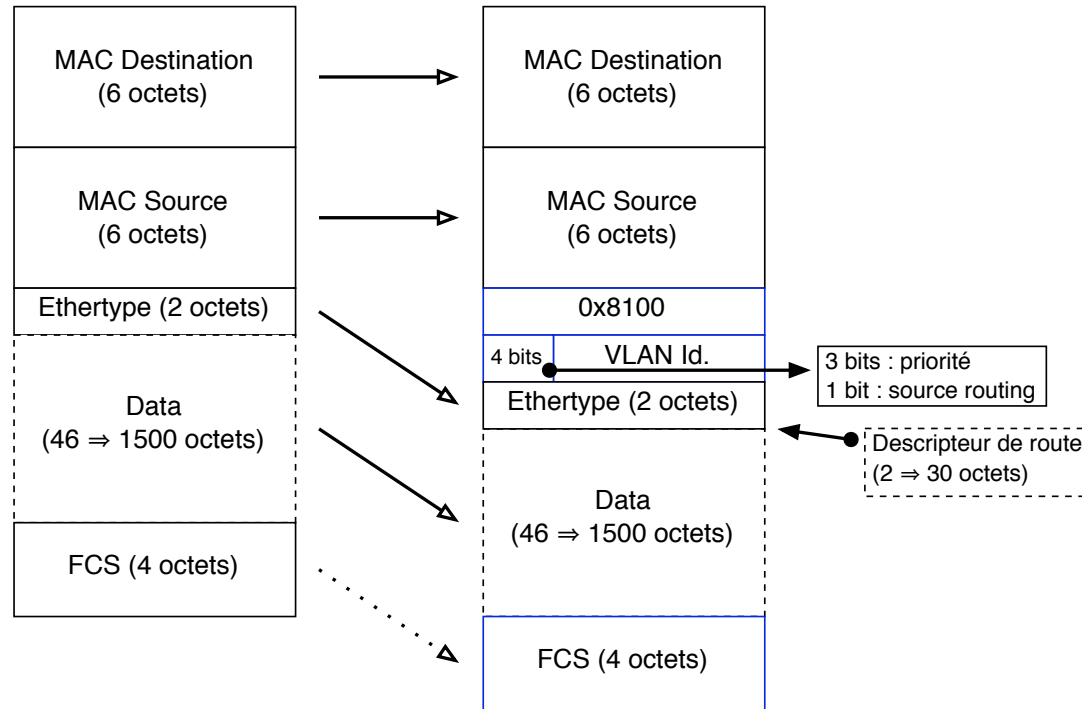 MAC Destination
(6 octets)
MAC Source
(6 octets)
Ethertype (2 octets)
Data
(46 ⇒ 1500 octets)
FCS (4 octets)
MAC Destination
(6 octets)
MAC Source
(6 octets)
0x8100
4 bits
VLAN Id.
Ethertype (2 octets)
Data
(46 ⇒ 1500 octets)
FCS (4 octets)
3 bits : priorité
1 bit : source routing
Descripteur de route
(2 ⇒ 30 octets)